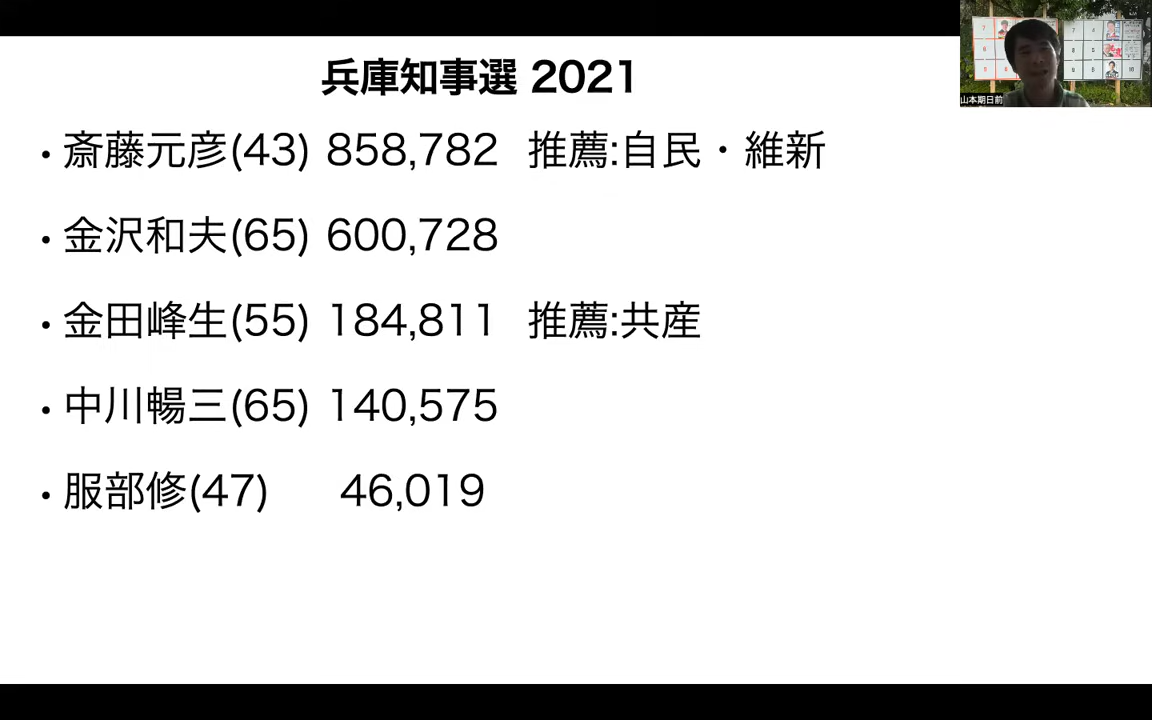 兵庫知事選 2021
・斎藤元彦(43) 858,782 推薦:自民・維新
・金沢和夫(65) 600,728
・金田峰生(55) 184,811 推薦:共産
・中川暢三(65) 140,575
・服部修(47) 46,019
山本期日前